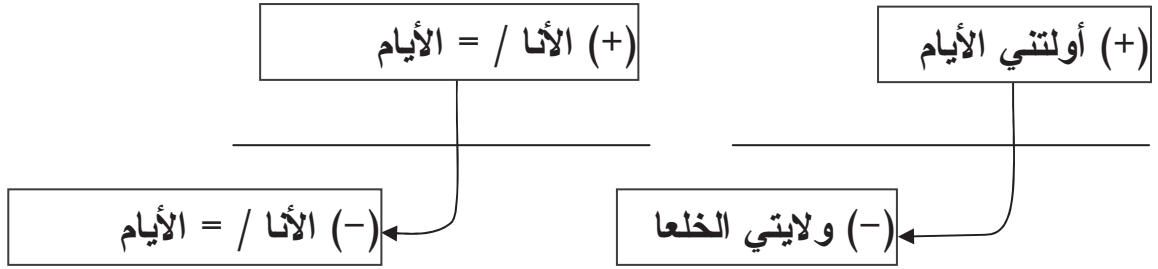 (+) أولتني الأيام
(+) الأنا / = الأيام
(−) ولايتي الخلعا
(−) الأنا / = الأيام